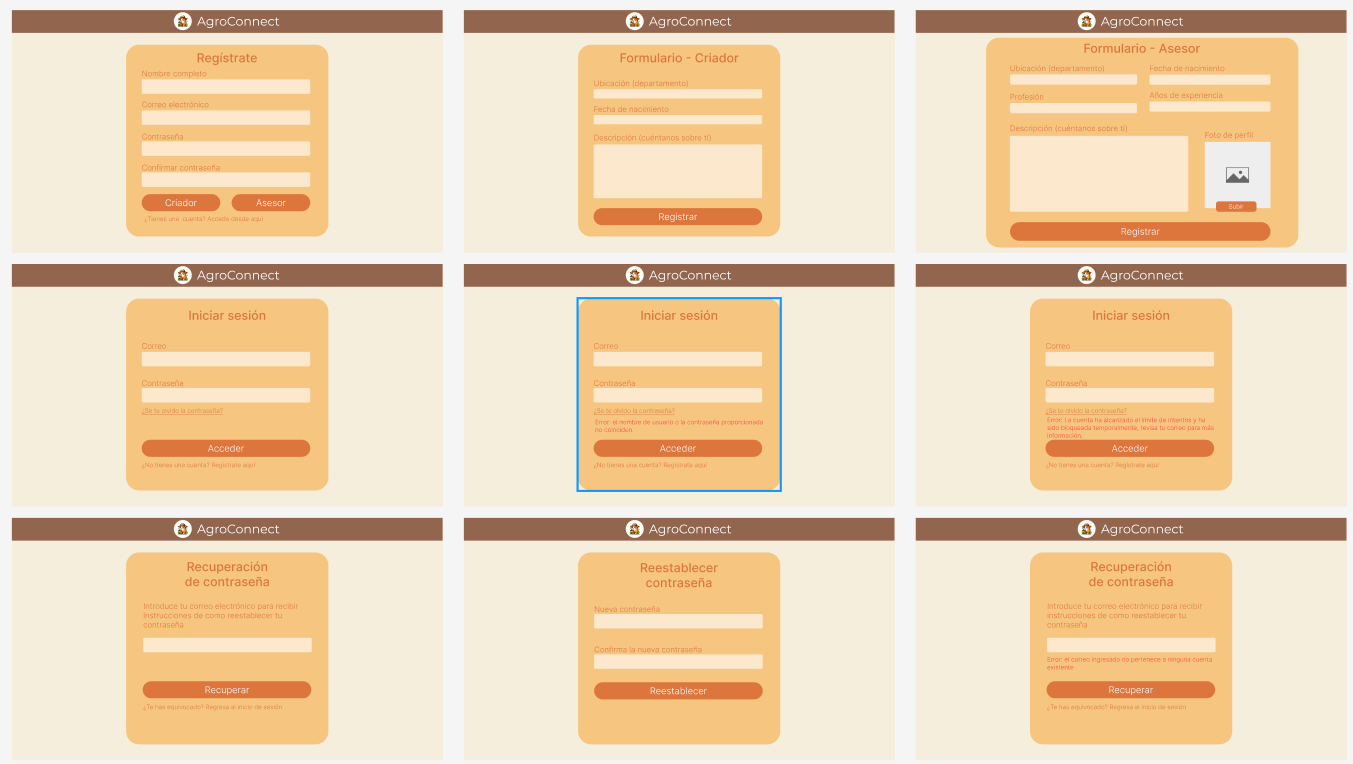 AgroConnect
Regístrate
Nombre completo
Correo electrónico
Contraseña
Confirmar contraseña
Criador
Asesor
¿Tienes una cuenta? Accede desde aquí
AgroConnect
Formulario - Criador
Ubicación (departamento)
Fecha de nacimiento
Descripción (cuéntanos sobre tí)
Registrar
AgroConnect
Formulario - Asesor
Ubicación (departamento)
Fecha de nacimiento
Profesión
Años de experiencia
Descripción (cuéntanos sobre tí)
Foto de perfil
Subir
Registrar
AgroConnect
Iniciar sesión
Correo
Contraseña
¿Se te olvido la contraseña?
Acceder
¿No tienes una cuenta? Regístrate aquí
AgroConnect
Iniciar sesión
Correo
Contraseña
¿Se te olvido la contraseña?
Error: el nombre de usuario o la contraseña proporcionada
no coinciden.
Acceder
¿No tienes una cuenta? Regístrate aquí
AgroConnect
Iniciar sesión
Correo
Contraseña
¿Se te olvido la contraseña?
Error: La cuenta ha alcanzado el límite de intentos y ha
sido bloqueada temporalmente, revisa tu correo para más
información.
Acceder
¿No tienes una cuenta? Regístrate aquí
AgroConnect
Recuperación
de contraseña
Introduce tu correo electrónico para recibir
instrucciones de como reestablecer tu
contraseña
Recuperar
¿Te has equivocado? Regresa al inicio de sesión
AgroConnect
Reestablecer
contraseña
Nueva contraseña
Confirma la nueva contraseña
Reestablecer
AgroConnect
Recuperación
de contraseña
Introduce tu correo electrónico para recibir
instrucciones de como reestablecer tu
contraseña
Error: el correo ingresado no pertenece a ninguna cuenta
existente
Recuperar
¿Te has equivocado? Regresa al inicio de sesión